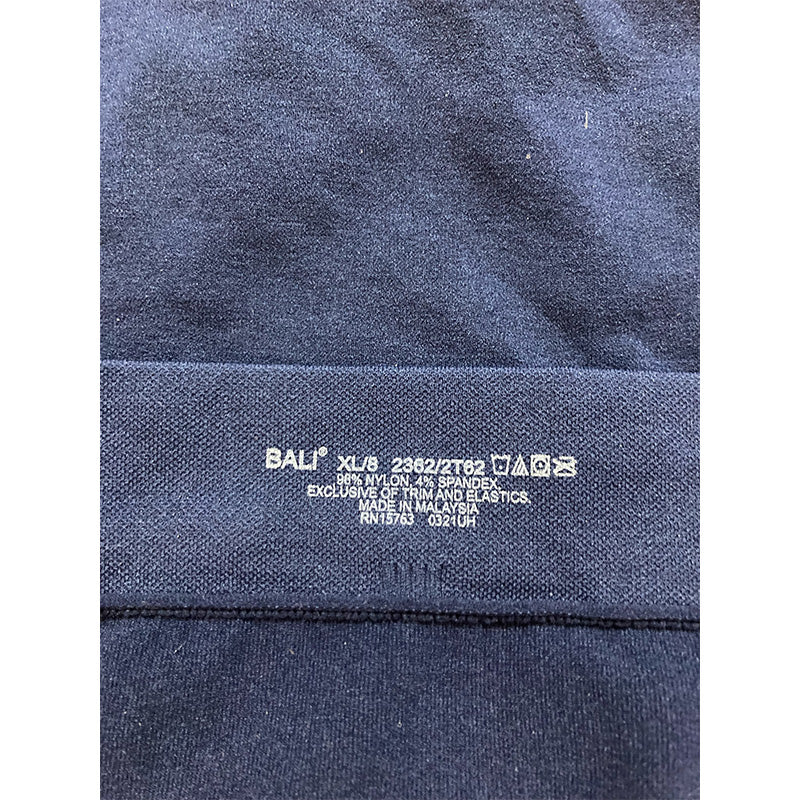 BALI® XL/8 2362/2T62
96% NYLON, 4% SPANDEX.
EXCLUSIVE OF TRIM AND ELASTICS.
MADE IN MALAYSIA
RN15763 0321UH